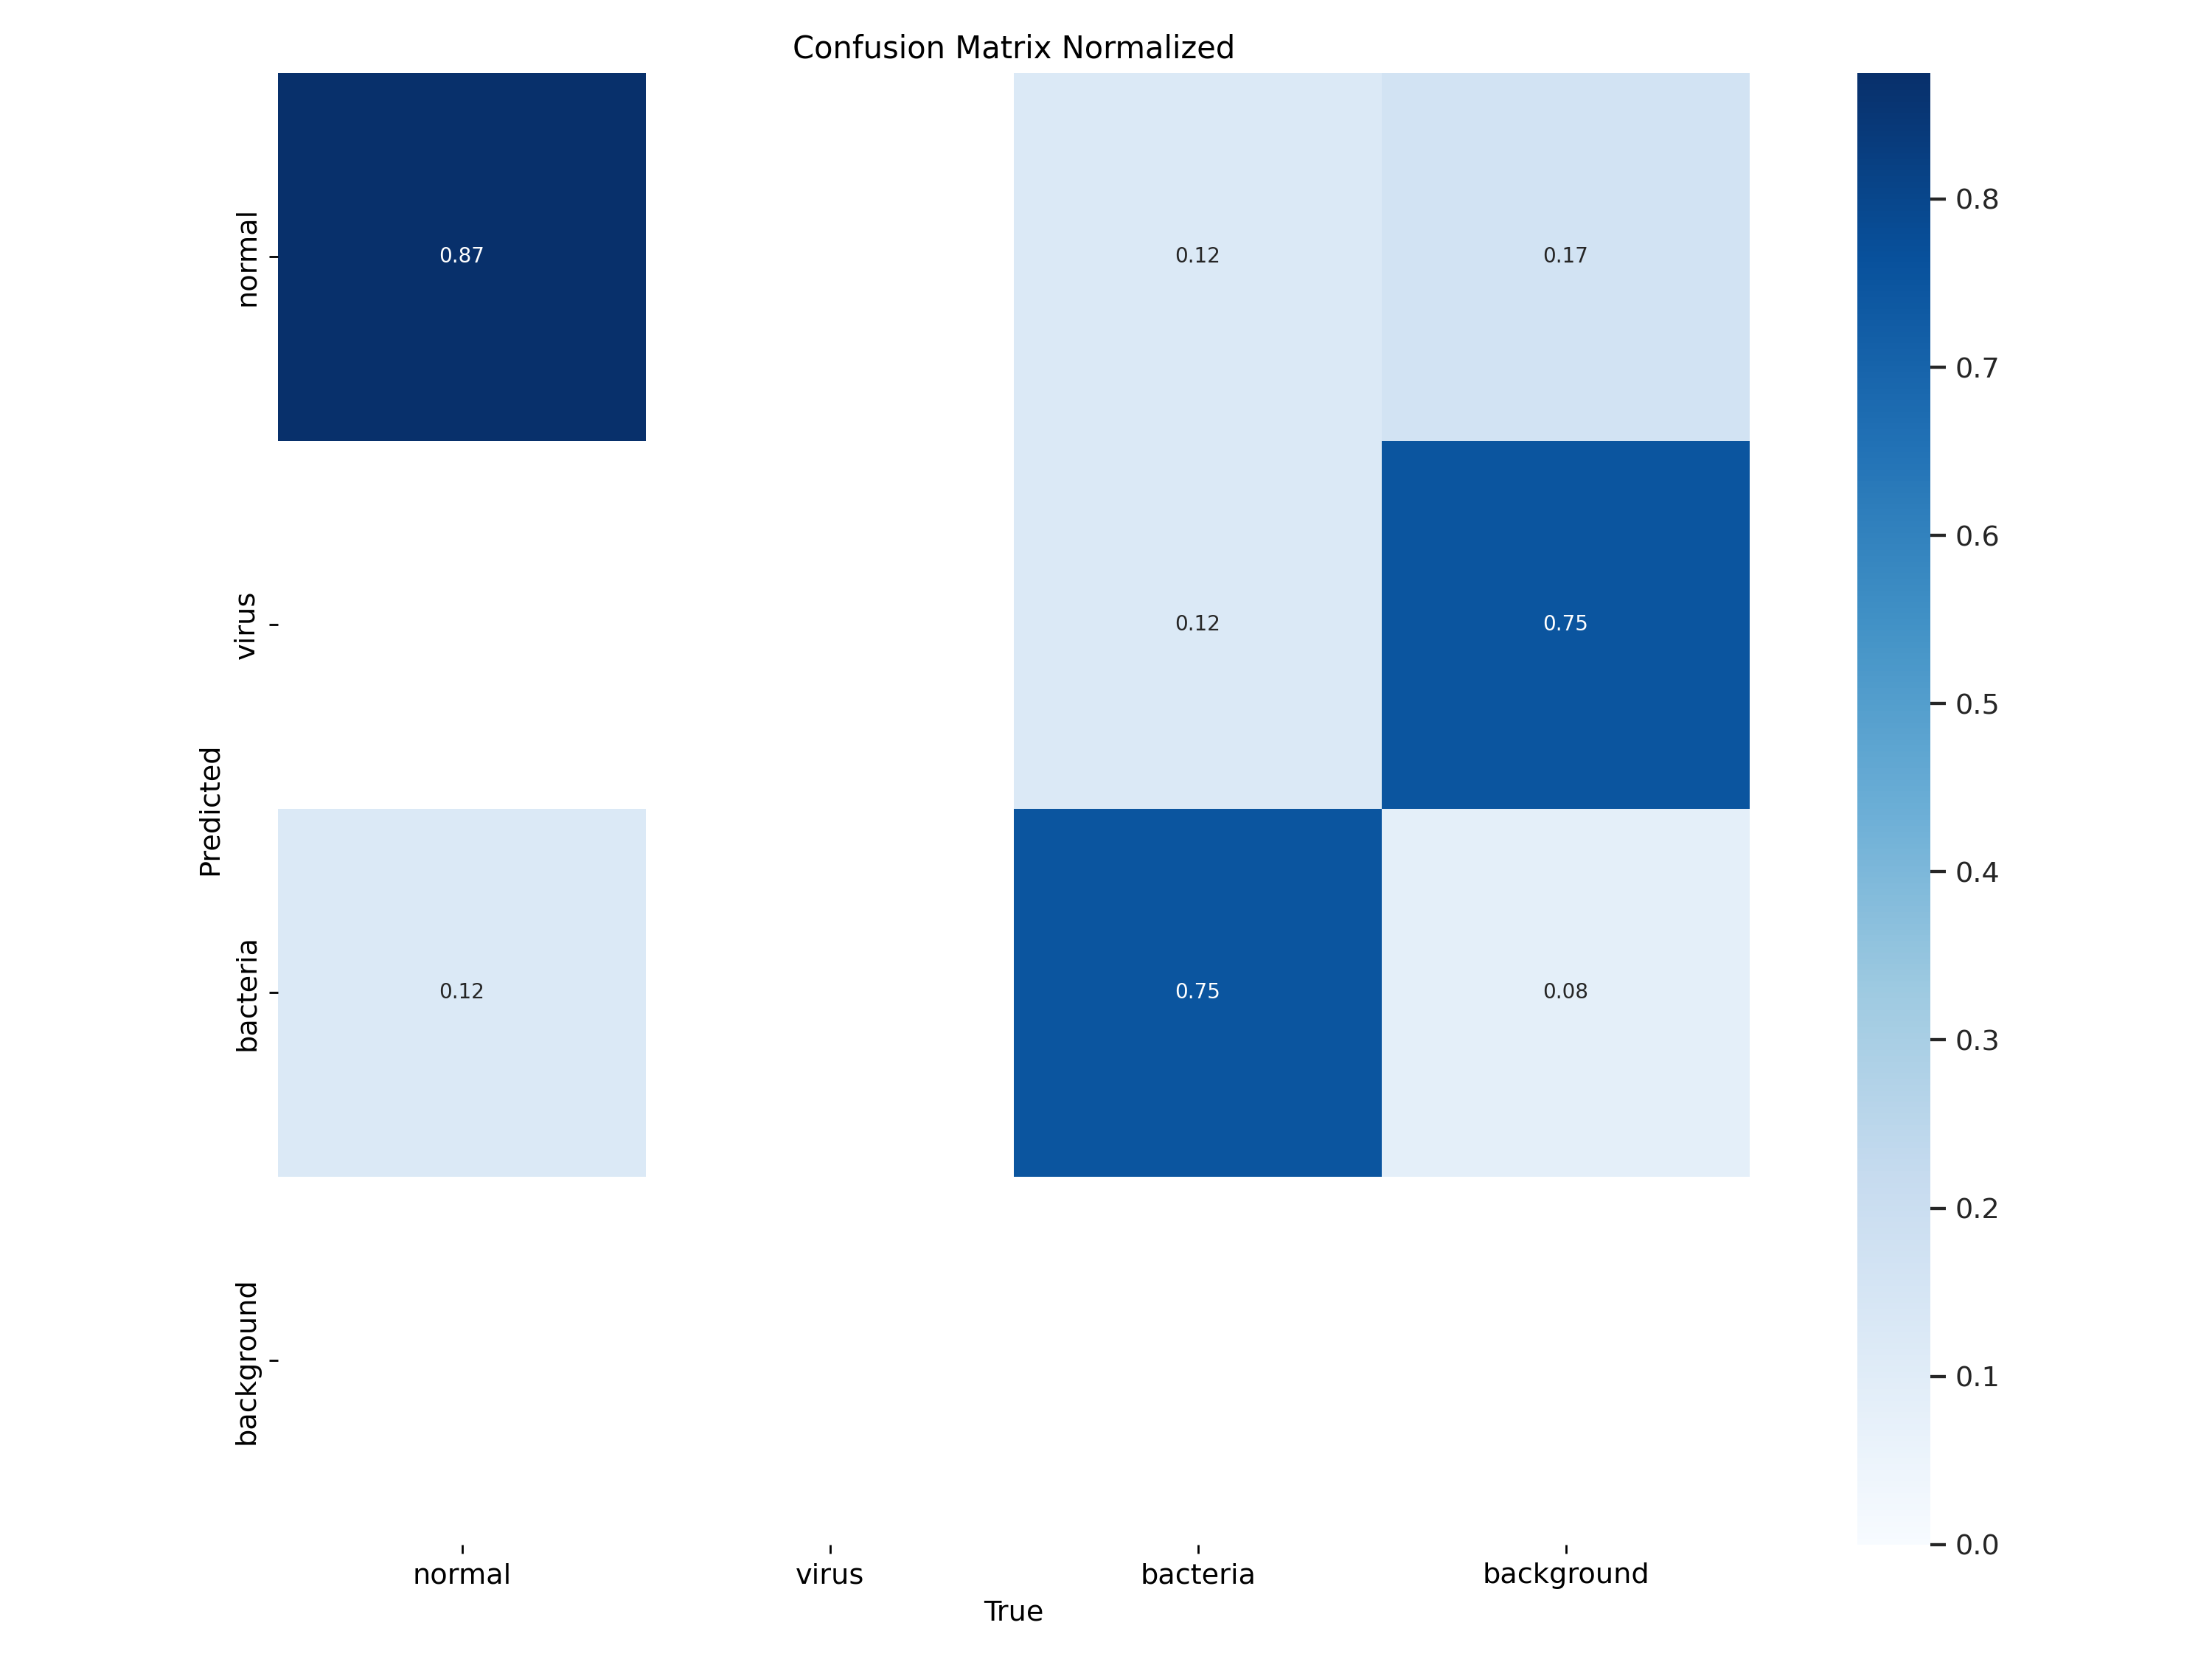 Confusion Matrix Normalized
normal
0.87
0.12
0.17
virus
0.12
0.75
bacteria
0.12
0.75
0.08
background
Predicted
normal
virus
bacteria
background
True
0.8
0.7
0.6
0.5
0.4
0.3
0.2
0.1
0.0